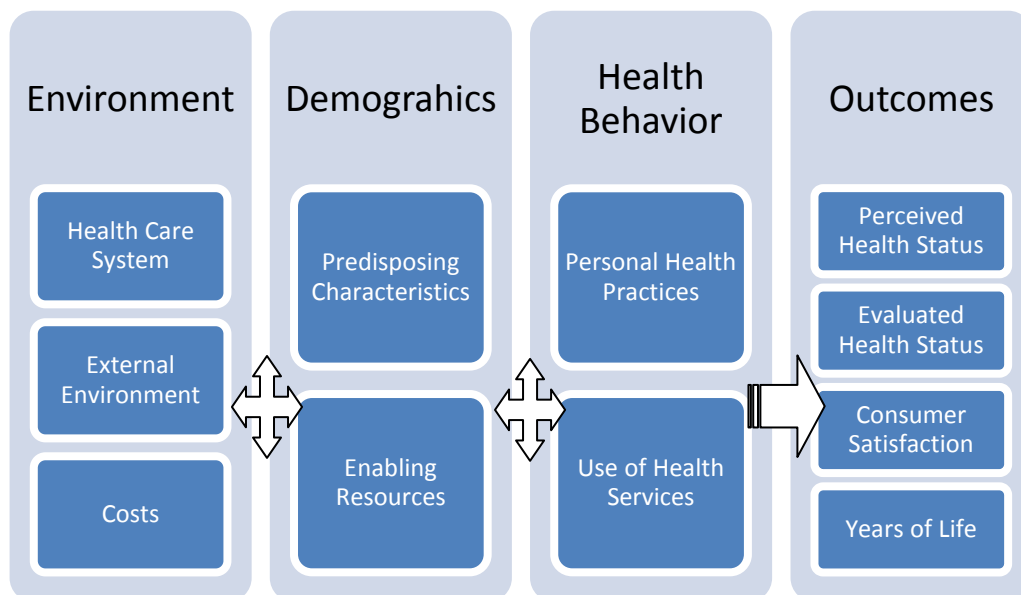 Environment
Health Care
System
External
Environment
Costs
Demograhics
Predisposing
Characteristics
Enabling
Resources
Health
Behavior
Personal Health
Practices
Use of Health
Services
Outcomes
Perceived
Health Status
Evaluated
Health Status
Consumer
Satisfaction
Years of Life